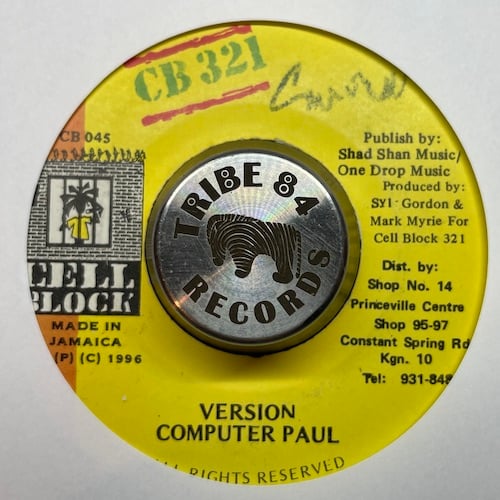 CB 321
CB 045
CELL
BLOCK
MADE IN
JAMAICA
(P) (C) 1996
TRIBE 84
RECORDS
Publish by:
Shad Shan Music/
One Drop Music
Produced by:
Syl Gordon &
Mark Myrie For
Cell Block 321
Dist. by:
Shop No. 14
Princeville Centre
Shop 95-97
Constant Spring Rd
Kgn. 10
Tel: 931-848
VERSION
COMPUTER PAUL
ALL RIGHTS RESERVED